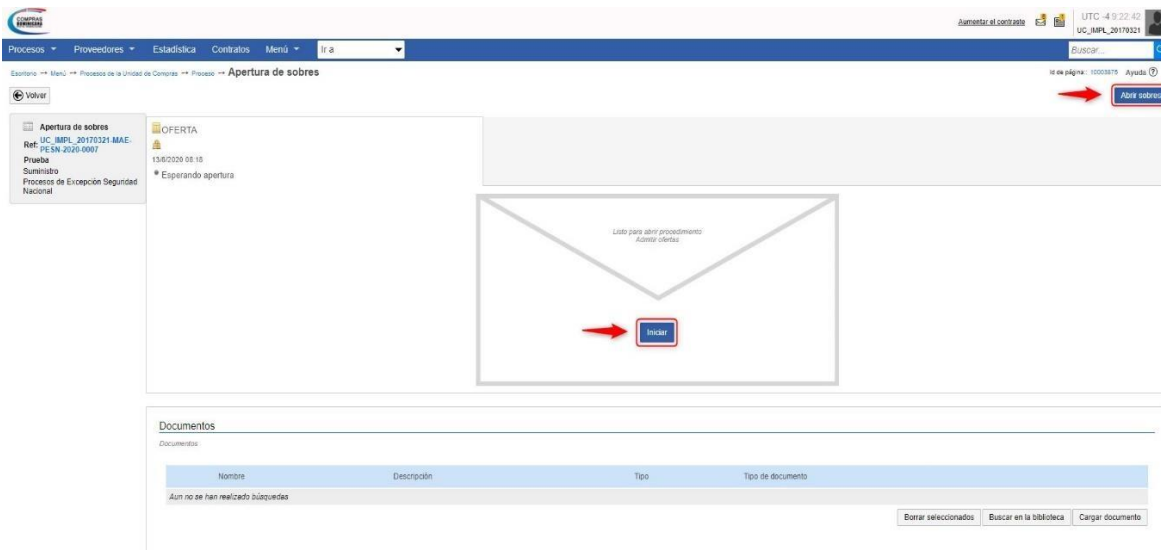 COMPRAS
DOMINICANA
Aumentar el contraste
UTC -4 9:22:42
UC_IMPL_20170321
Procesos Proveedores Estadística Contratos Menú Ir a Buscar...
Escritorio → Menú → Procesos de la Unidad de Compras → Proceso → Apertura de sobres
Id de página: 10003675 Ayuda ?
Volver
Abrir sobres
Apertura de sobres
Ref: UC_IMPL_20170321-MAE-
PESN-2020-0007
Prueba
Suministro
Procesos de Excepción Seguridad
Nacional
OFERTA
13/6/2020 08:18
* Esperando apertura
Listo para abrir procedimiento
Admitir ofertas
Iniciar
Documentos
Documentos
Nombre Descripción Tipo Tipo de documento
Aun no se han realizado búsquedas
Borrar seleccionados Buscar en la biblioteca Cargar documento